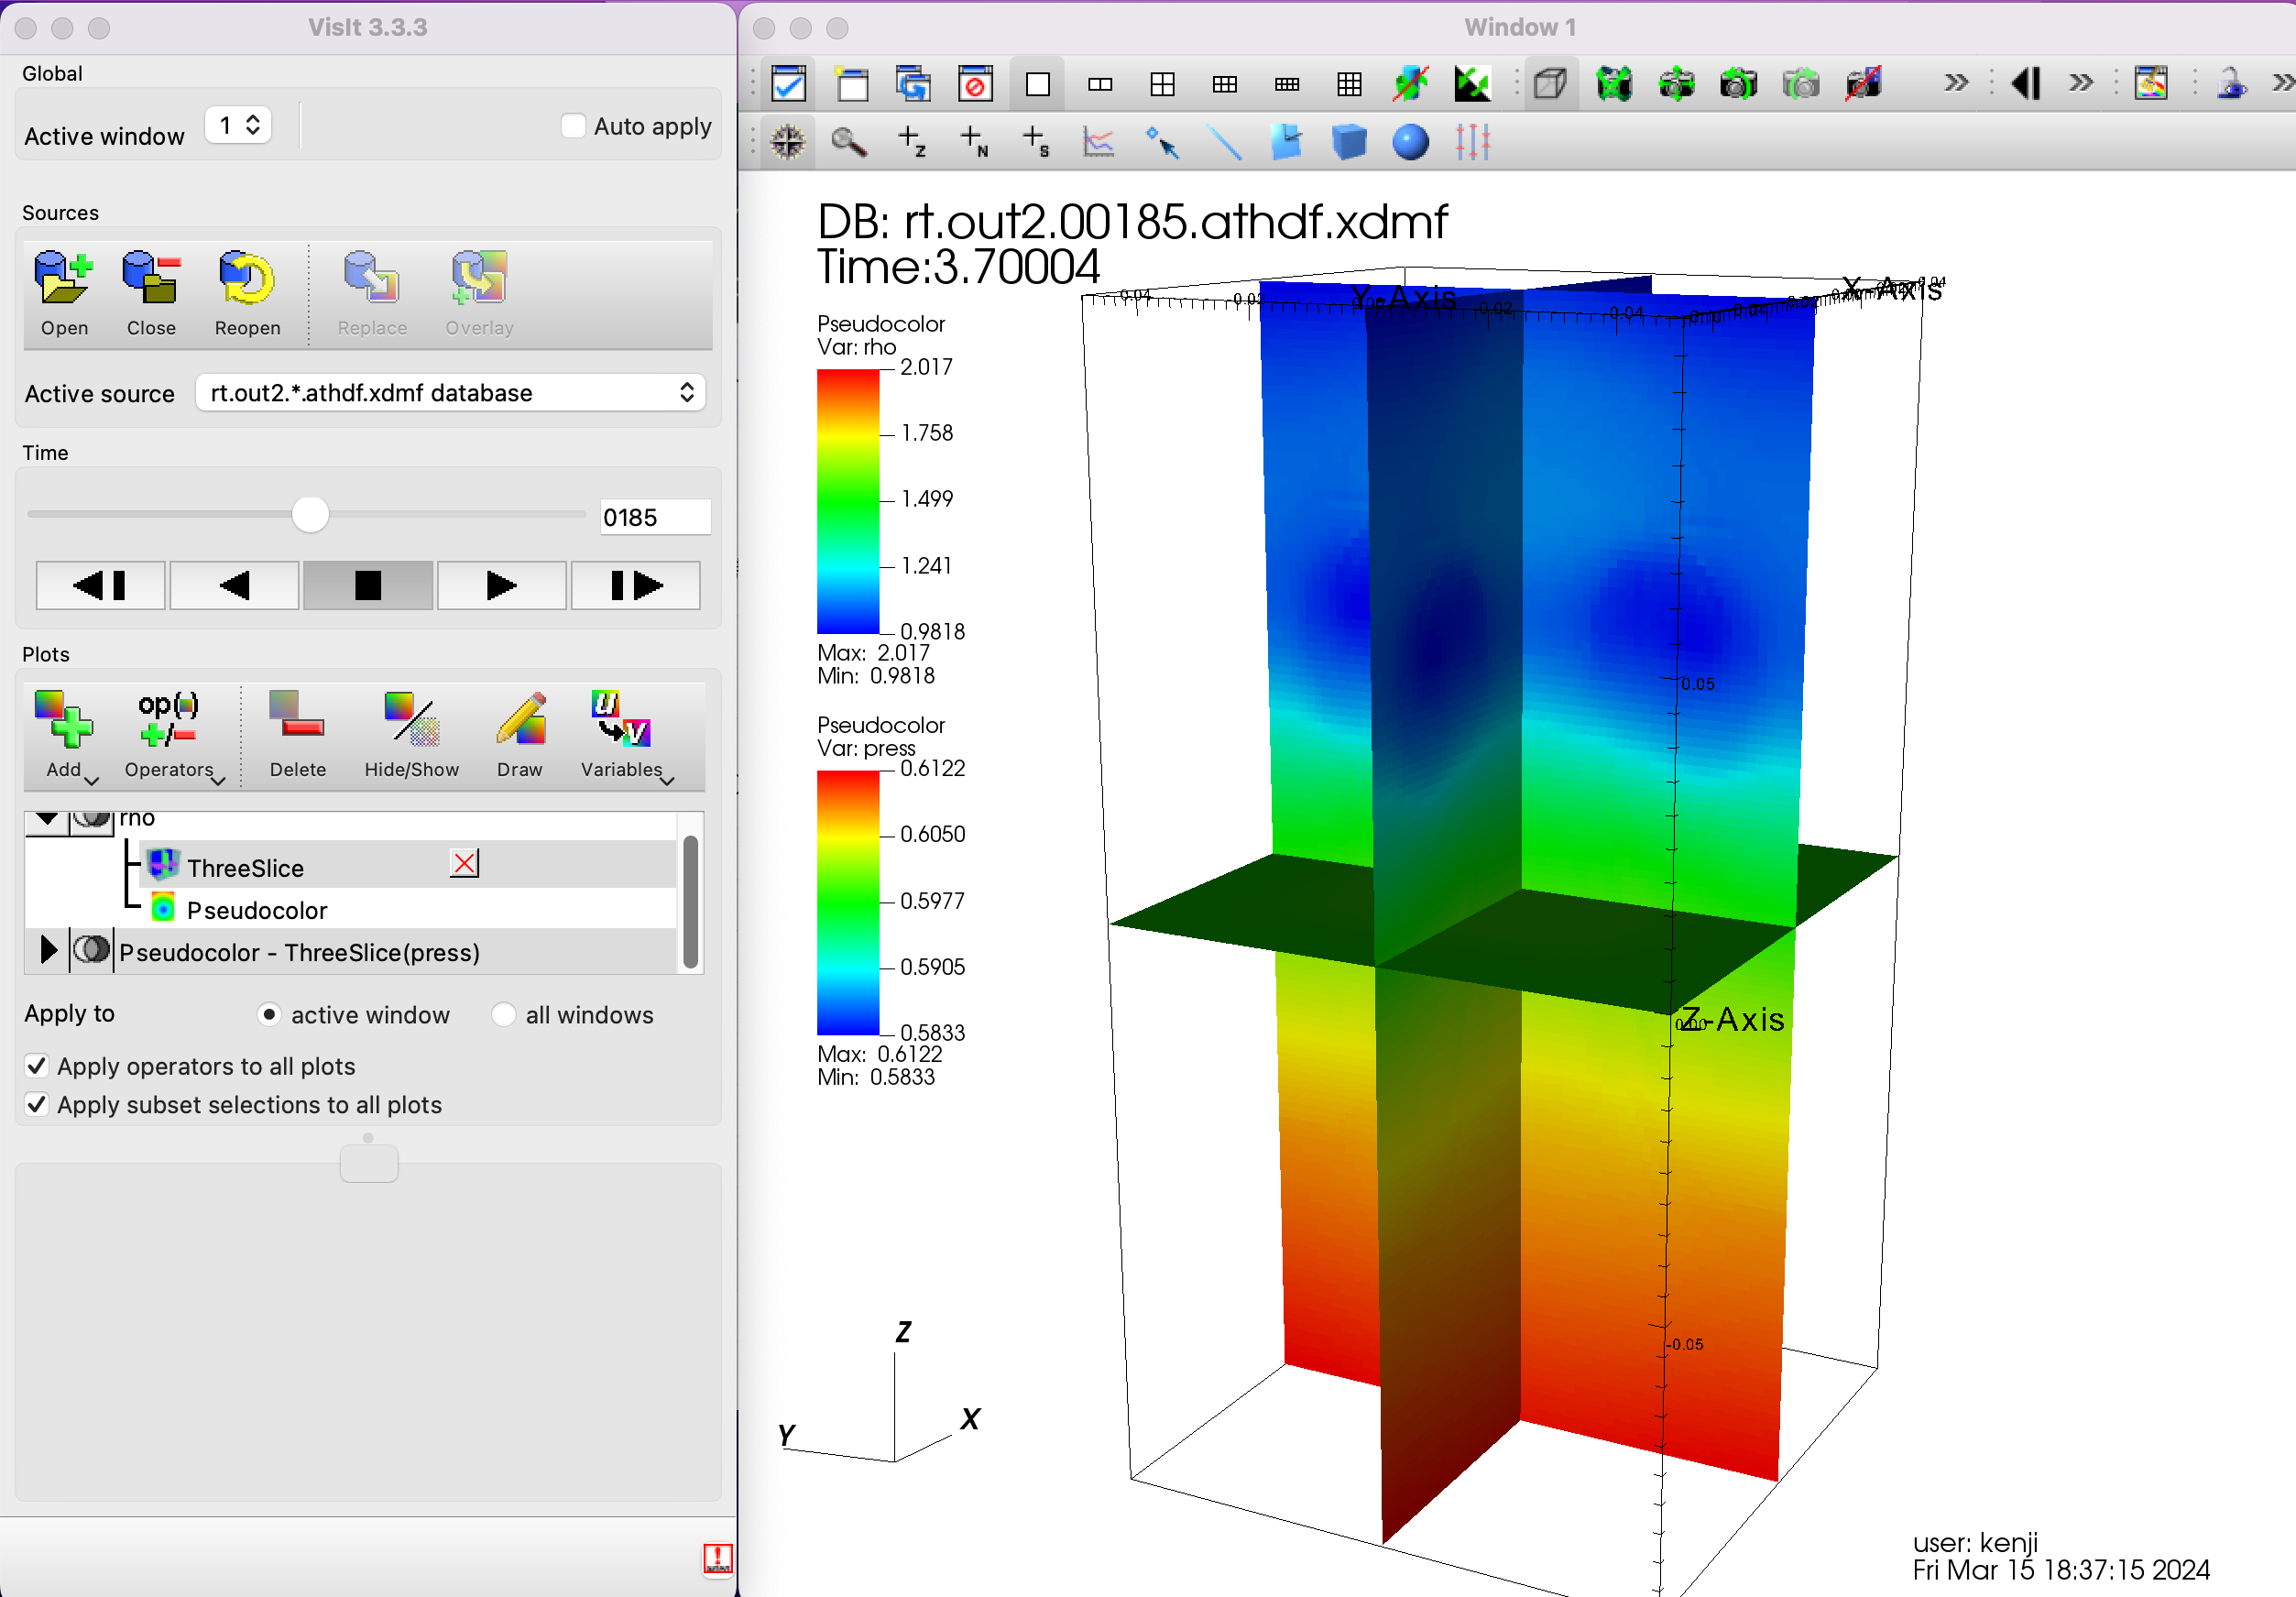 VisIt 3.3.3
Global
Active window 1 Auto apply
Sources
Open Close Reopen Replace Overlay
Active source rt.out2.*.athdf.xdmf database
Time
0185
Plots
op()
Add Operators Delete Hide/Show Draw Variables
rho
ThreeSlice
Pseudocolor
Pseudocolor - ThreeSlice(press)
Apply to active window all windows
Apply operators to all plots
Apply subset selections to all plots
Window 1
Z N S
DB: rt.out2.00185.athdf.xdmf
Time:3.70004
Pseudocolor
Var: rho
2.017
1.758
1.499
1.241
0.9818
Max: 2.017
Min: 0.9818
Pseudocolor
Var: press
0.6122
0.6050
0.5977
0.5905
0.5833
Max: 0.6122
Min: 0.5833
Y-Axis
X-Axis
0.05
0.00
Z-Axis
-0.05
Z
Y
X
user: kenji
Fri Mar 15 18:37:15 2024